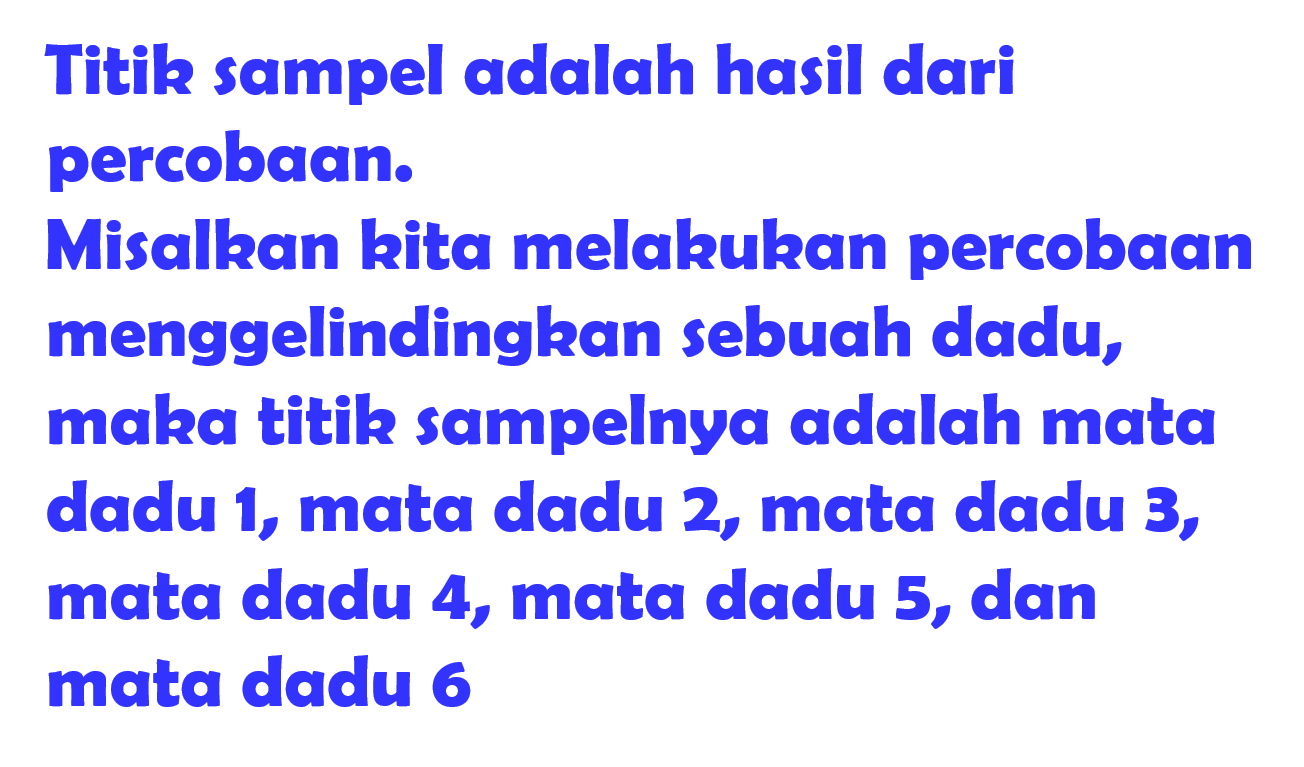 Titik sampel adalah hasil dari
percobaan.
Misalkan kita melakukan percobaan
menggelindingkan sebuah dadu,
maka titik sampelnya adalah mata
dadu 1, mata dadu 2, mata dadu 3,
mata dadu 4, mata dadu 5, dan
mata dadu 6